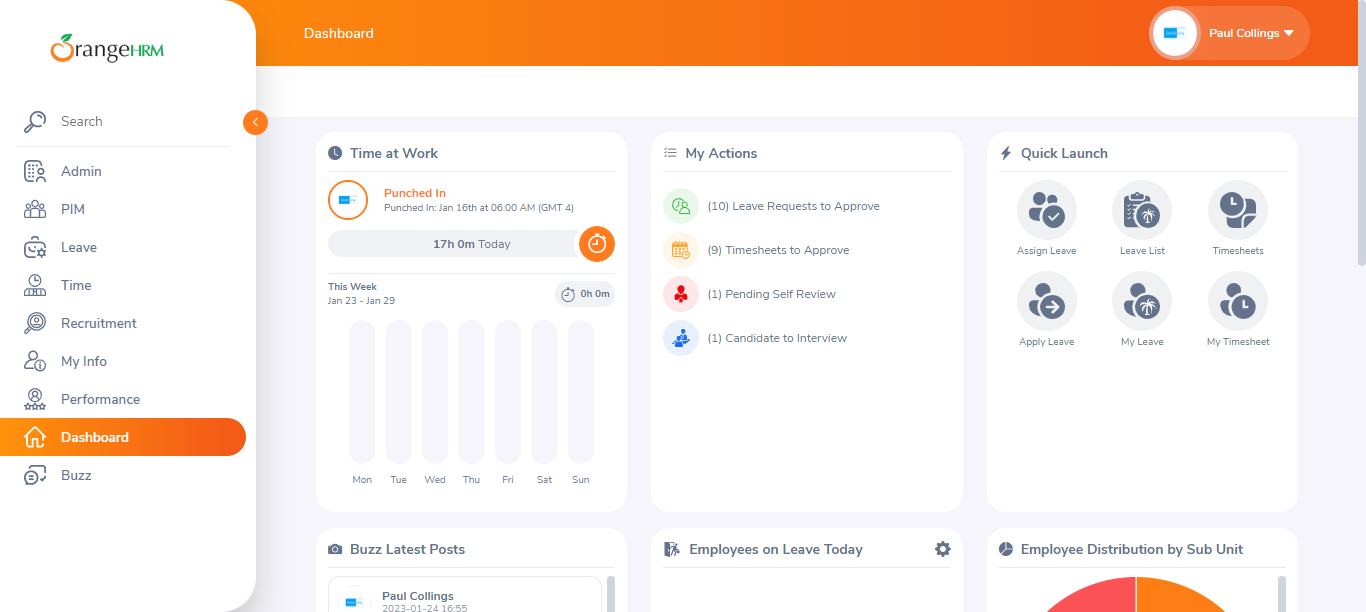 OrangeHRM
Dashboard
Paul Collings
Search
Admin
PIM
Leave
Time
Recruitment
My Info
Performance
Dashboard
Buzz
Time at Work
Punched In
Punched In: Jan 16th at 06:00 AM (GMT 4)
17h 0m Today
This Week
Jan 23 - Jan 29
0h 0m
Mon Tue Wed Thu Fri Sat Sun
My Actions
(10) Leave Requests to Approve
(9) Timesheets to Approve
(1) Pending Self Review
(1) Candidate to Interview
Quick Launch
Assign Leave Leave List Timesheets
Apply Leave My Leave My Timesheet
Buzz Latest Posts
Paul Collings
2023-01-24 16:55
Employees on Leave Today
Employee Distribution by Sub Unit